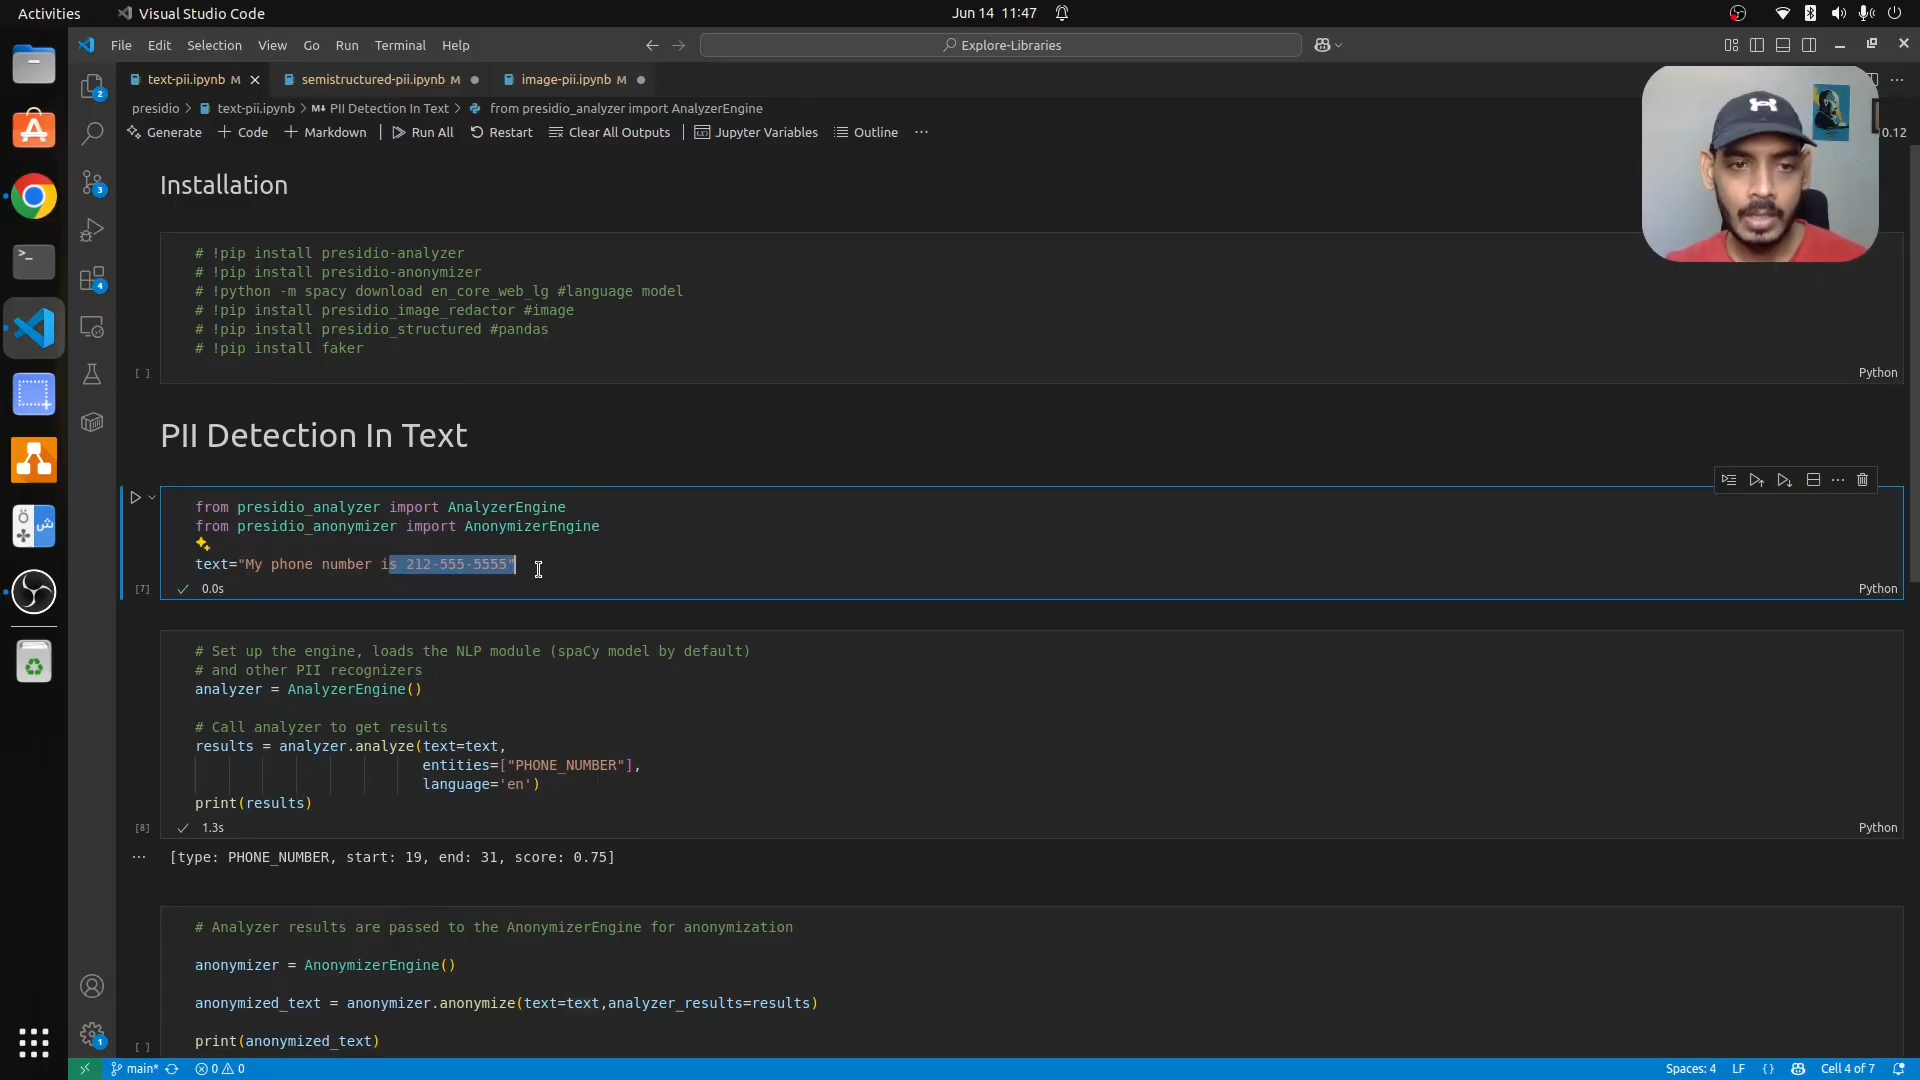 Activities
Visual Studio Code
Jun 14 11:47
File Edit Selection View Go Run Terminal Help
Explore-Libraries
text-pii.ipynb M
semistructured-pii.ipynb M
image-pii.ipynb M
presidio > text-pii.ipynb > M↓ PII Detection In Text > from presidio_analyzer import AnalyzerEngine
Generate + Code + Markdown Run All Restart Clear All Outputs Jupyter Variables Outline ···
0.12
Installation
# !pip install presidio-analyzer
# !pip install presidio-anonymizer
# !python -m spacy download en_core_web_lg #language model
# !pip install presidio_image_redactor #image
# !pip install presidio_structured #pandas
# !pip install faker
[ ]
Python
PII Detection In Text
from presidio_analyzer import AnalyzerEngine
from presidio_anonymizer import AnonymizerEngine
text="My phone number is 212-555-5555"
[7]
0.0s
Python
# Set up the engine, loads the NLP module (spaCy model by default)
# and other PII recognizers
analyzer = AnalyzerEngine()
# Call analyzer to get results
results = analyzer.analyze(text=text,
entities=["PHONE_NUMBER"],
language='en')
print(results)
[8]
1.3s
Python
··· [type: PHONE_NUMBER, start: 19, end: 31, score: 0.75]
# Analyzer results are passed to the AnonymizerEngine for anonymization
anonymizer = AnonymizerEngine()
anonymized_text = anonymizer.anonymize(text=text,analyzer_results=results)
print(anonymized_text)
[ ]
2
3
4
1
main*
0 0
Spaces: 4
LF
{ }
Cell 4 of 7